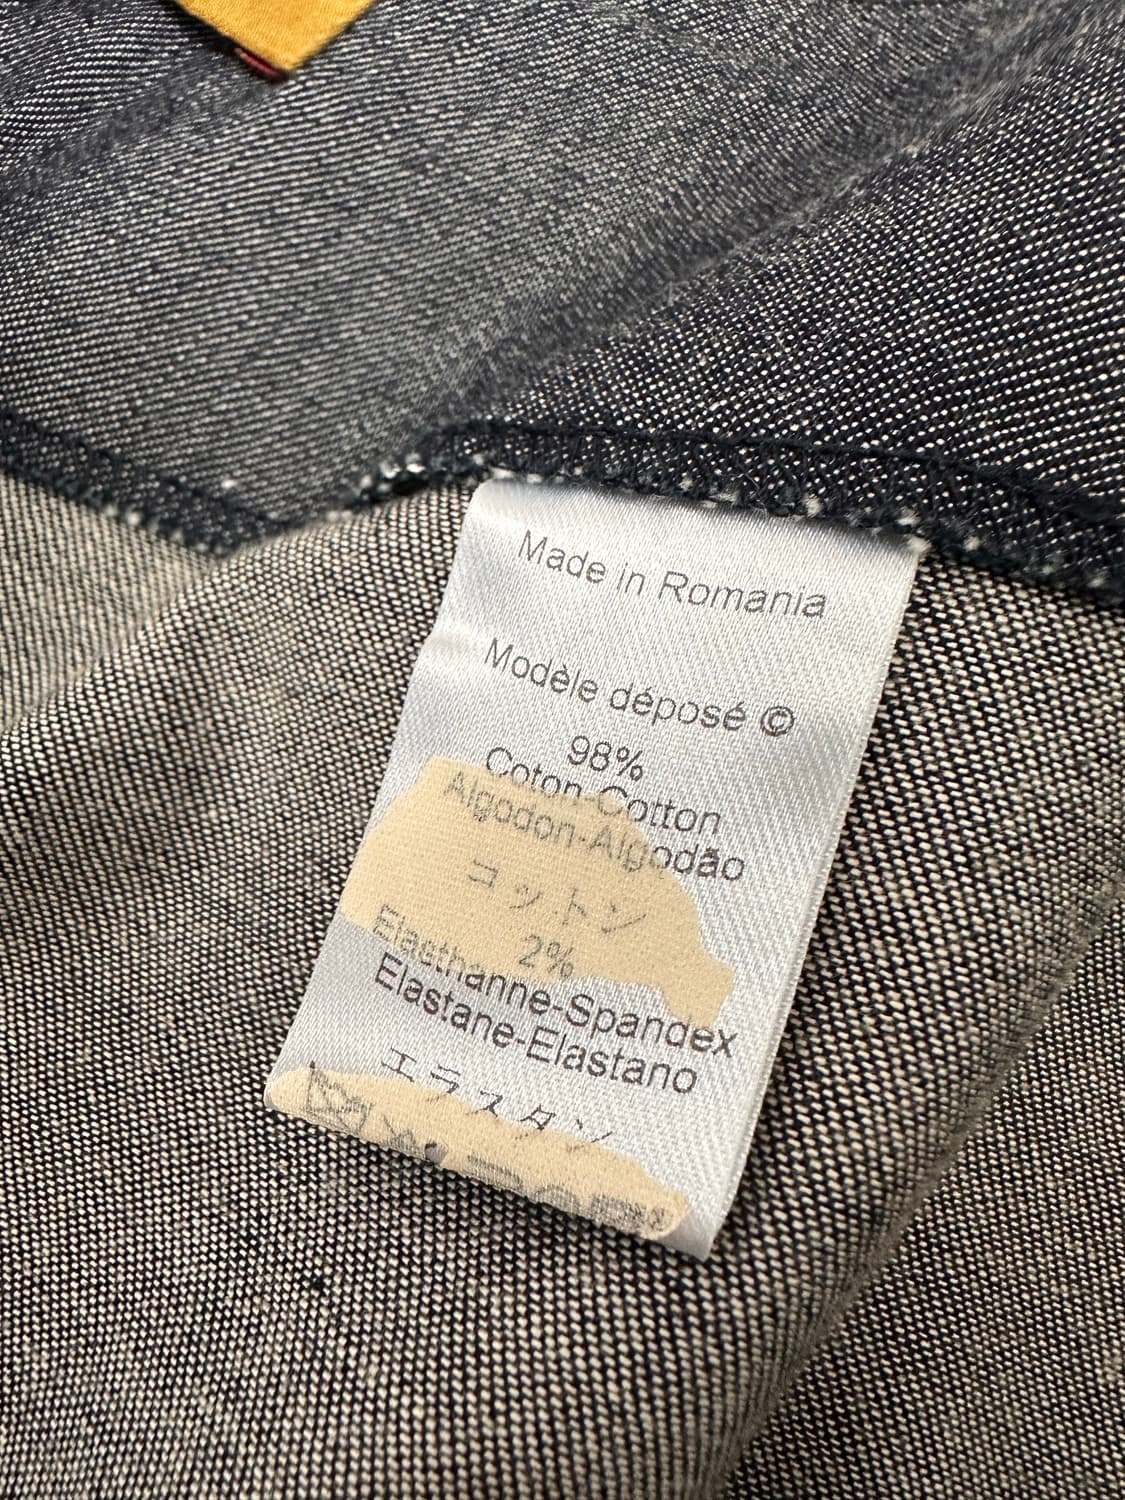 Made in Romania
Modèle déposé ©
98%
Coton-Cotton
Algodon-Algodão
コットン
2%
Elasthanne-Spandex
Elastane-Elastano
エラスタン